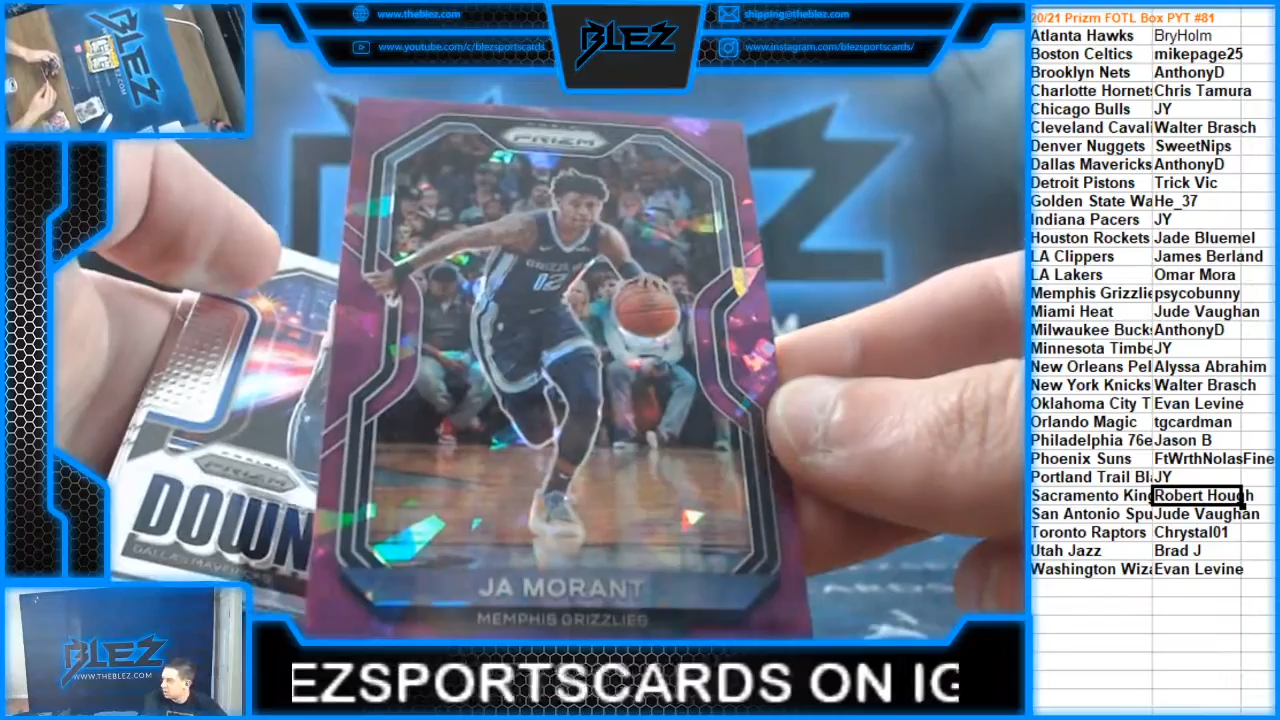 BLEZ
www.theblez.com
shipping@theblez.com
www.youtube.com/c/blezsportscards
www.instagram.com/blezsportscards/
BLEZ
PRIZM
GRIZZLIES
12
JA MORANT
MEMPHIS GRIZZLIES
PRIZM
DOWN
DALLAS MAVERICKS
BLEZ
WWW.THEBLEZ.COM
EZSPORTSCARDS ON IG
20/21 Prizm FOTL Box PYT #81
Atlanta Hawks BryHolm
Boston Celtics mikepage25
Brooklyn Nets AnthonyD
Charlotte Hornets Chris Tamura
Chicago Bulls JY
Cleveland Cavali Walter Brasch
Denver Nuggets SweetNips
Dallas Mavericks AnthonyD
Detroit Pistons Trick Vic
Golden State Wa He_37
Indiana Pacers JY
Houston Rockets Jade Bluemel
LA Clippers James Berland
LA Lakers Omar Mora
Memphis Grizzlie psycobunny
Miami Heat Jude Vaughan
Milwaukee Bucks AnthonyD
Minnesota Timbe JY
New Orleans Pel Alyssa Abrahim
New York Knicks Walter Brasch
Oklahoma City T Evan Levine
Orlando Magic tgcardman
Philadelphia 76e Jason B
Phoenix Suns FtWrthNolasFine
Portland Trail Bl JY
Sacramento King Robert Hough
San Antonio Spu Jude Vaughan
Toronto Raptors Chrystal01
Utah Jazz Brad J
Washington Wiza Evan Levine